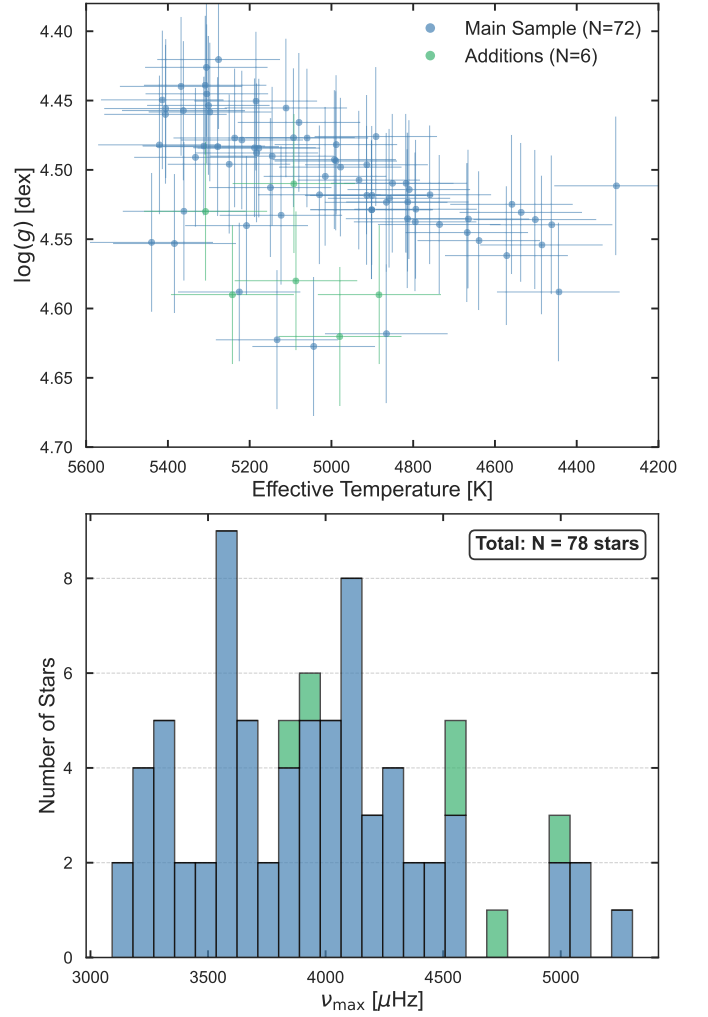 4.40
4.45
4.50
4.55
4.60
4.65
4.70
log(g) [dex]
Main Sample (N=72)
Additions (N=6)
5600 5400 5200 5000 4800 4600 4400 4200
Effective Temperature [K]
Total: N = 78 stars
8
6
4
2
0
Number of Stars
3000 3500 4000 4500 5000
ν_max [μHz]